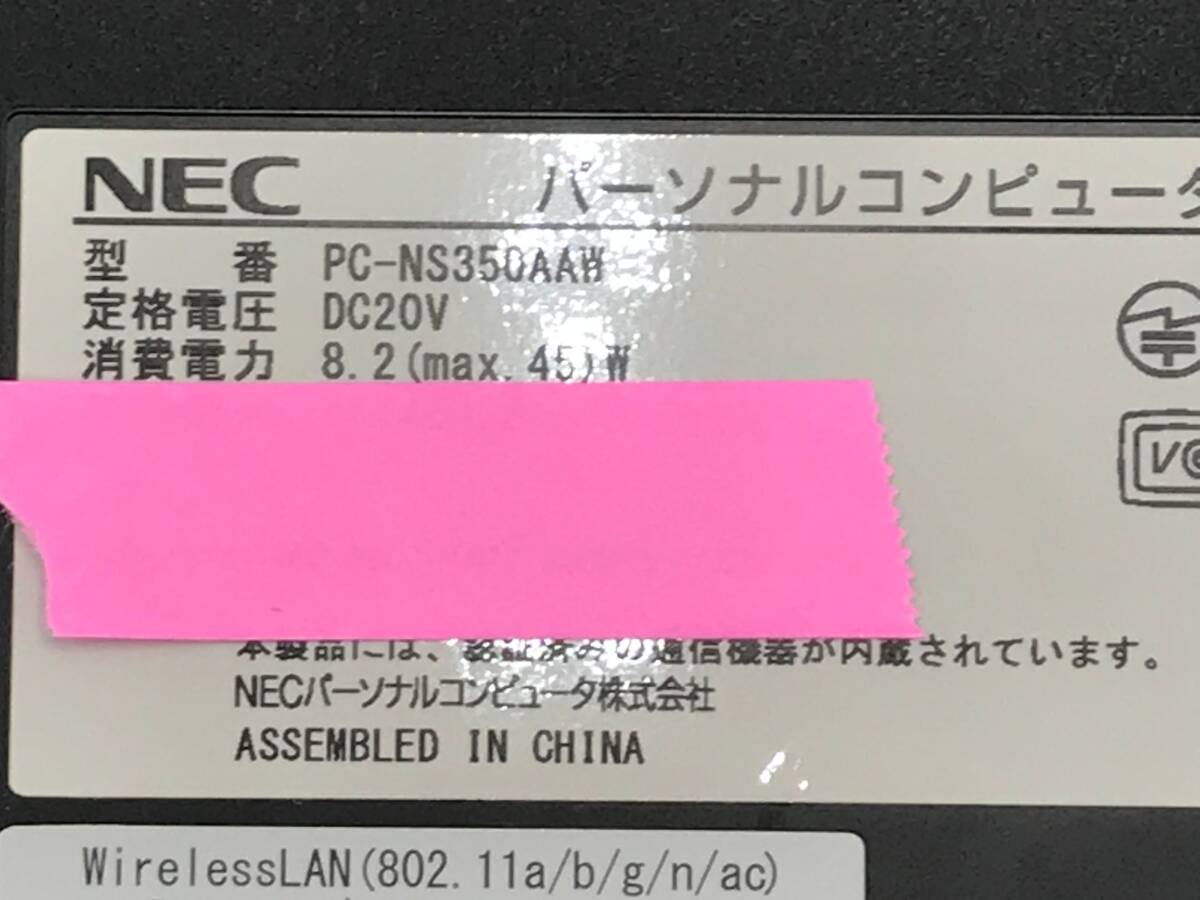 NEC パーソナルコンピュータ
型番 PC-NS350AAW
定格電圧 DC20V
消費電力 8.2(max.45)W
本製品には、認証済みの通信機器が内蔵されています。
NECパーソナルコンピュータ株式会社
ASSEMBLED IN CHINA
WirelessLAN(802.11a/b/g/n/ac)